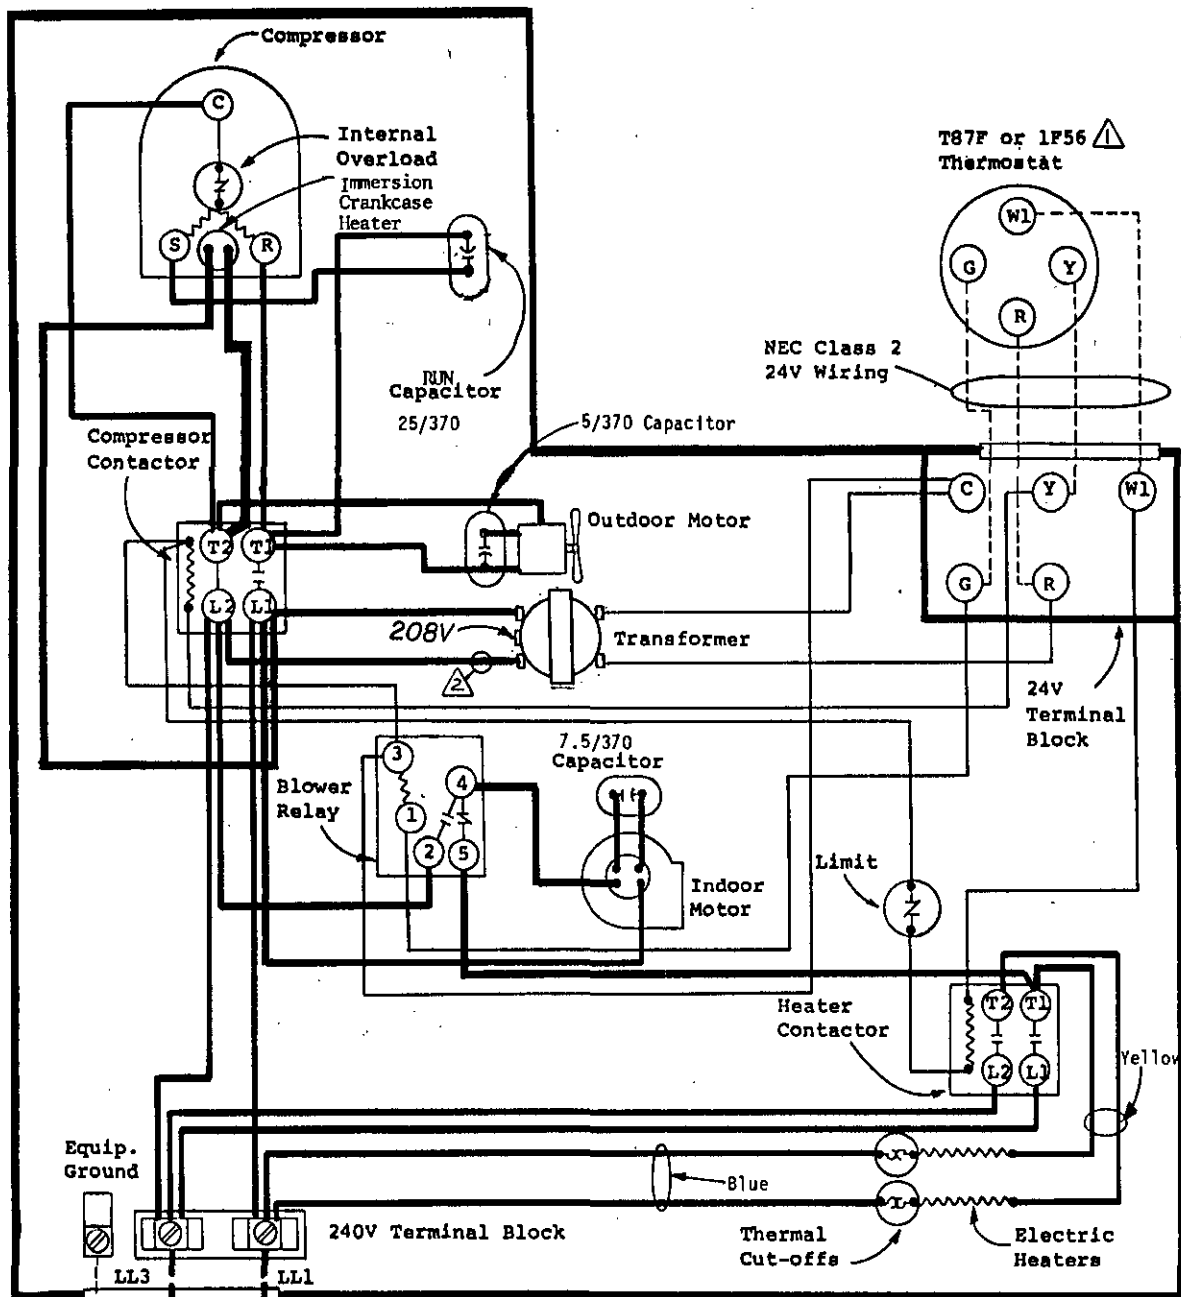 Compressor
C
Internal
Overload
Immersion
Crankcase
Heater
S
R
T87F or 1F56 1
Thermostat
W1
G
Y
R
NEC Class 2
24V Wiring
RUN
Capacitor
25/370
5/370 Capacitor
Compressor
Contactor
C
Y
W1
T2
T1
Outdoor Motor
G
R
L2
L1
208V
Transformer
2
24V
Terminal
Block
7.5/370
Capacitor
3
4
Blower
Relay
1
2
5
Limit
Indoor
Motor
Heater
Contactor
T2
T1
L2
L1
Yellow
Equip.
Ground
Blue
240V Terminal Block
Thermal
Cut-offs
Electric
Heaters
LL3
LL1